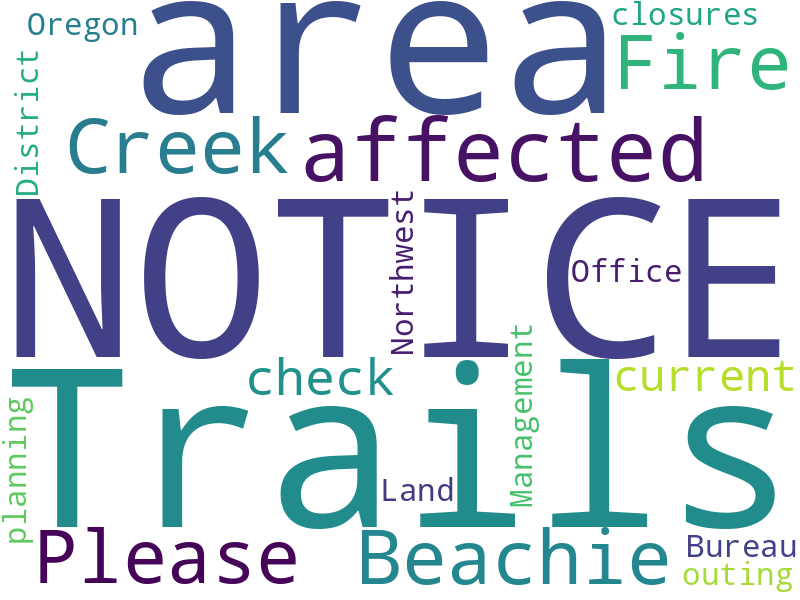 Oregon
area
closures
Fire
District
Creek
affected
NOTICE
Northwest
Office
Trails
check
Management
current
planning
Land
Please
Beachie
Bureau
outing